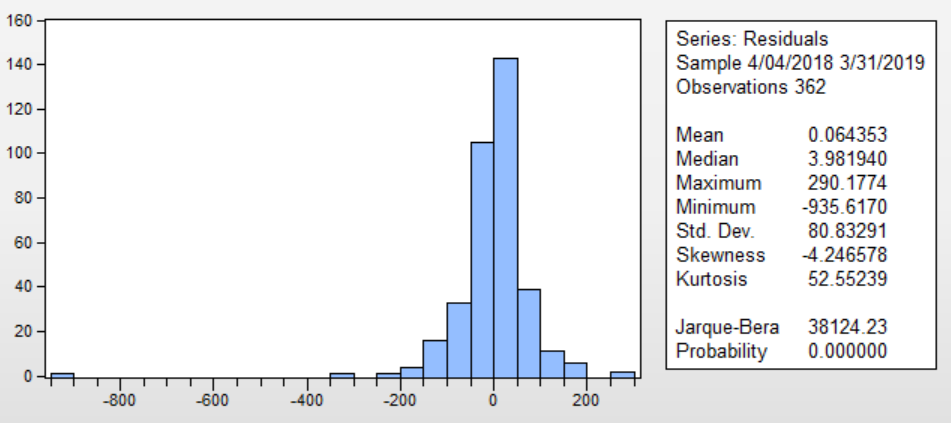 160
140
120
100
80
60
40
20
0
-800 -600 -400 -200 0 200
Series: Residuals
Sample 4/04/2018 3/31/2019
Observations 362
Mean 0.064353
Median 3.981940
Maximum 290.1774
Minimum -935.6170
Std. Dev. 80.83291
Skewness -4.246578
Kurtosis 52.55239
Jarque-Bera 38124.23
Probability 0.000000